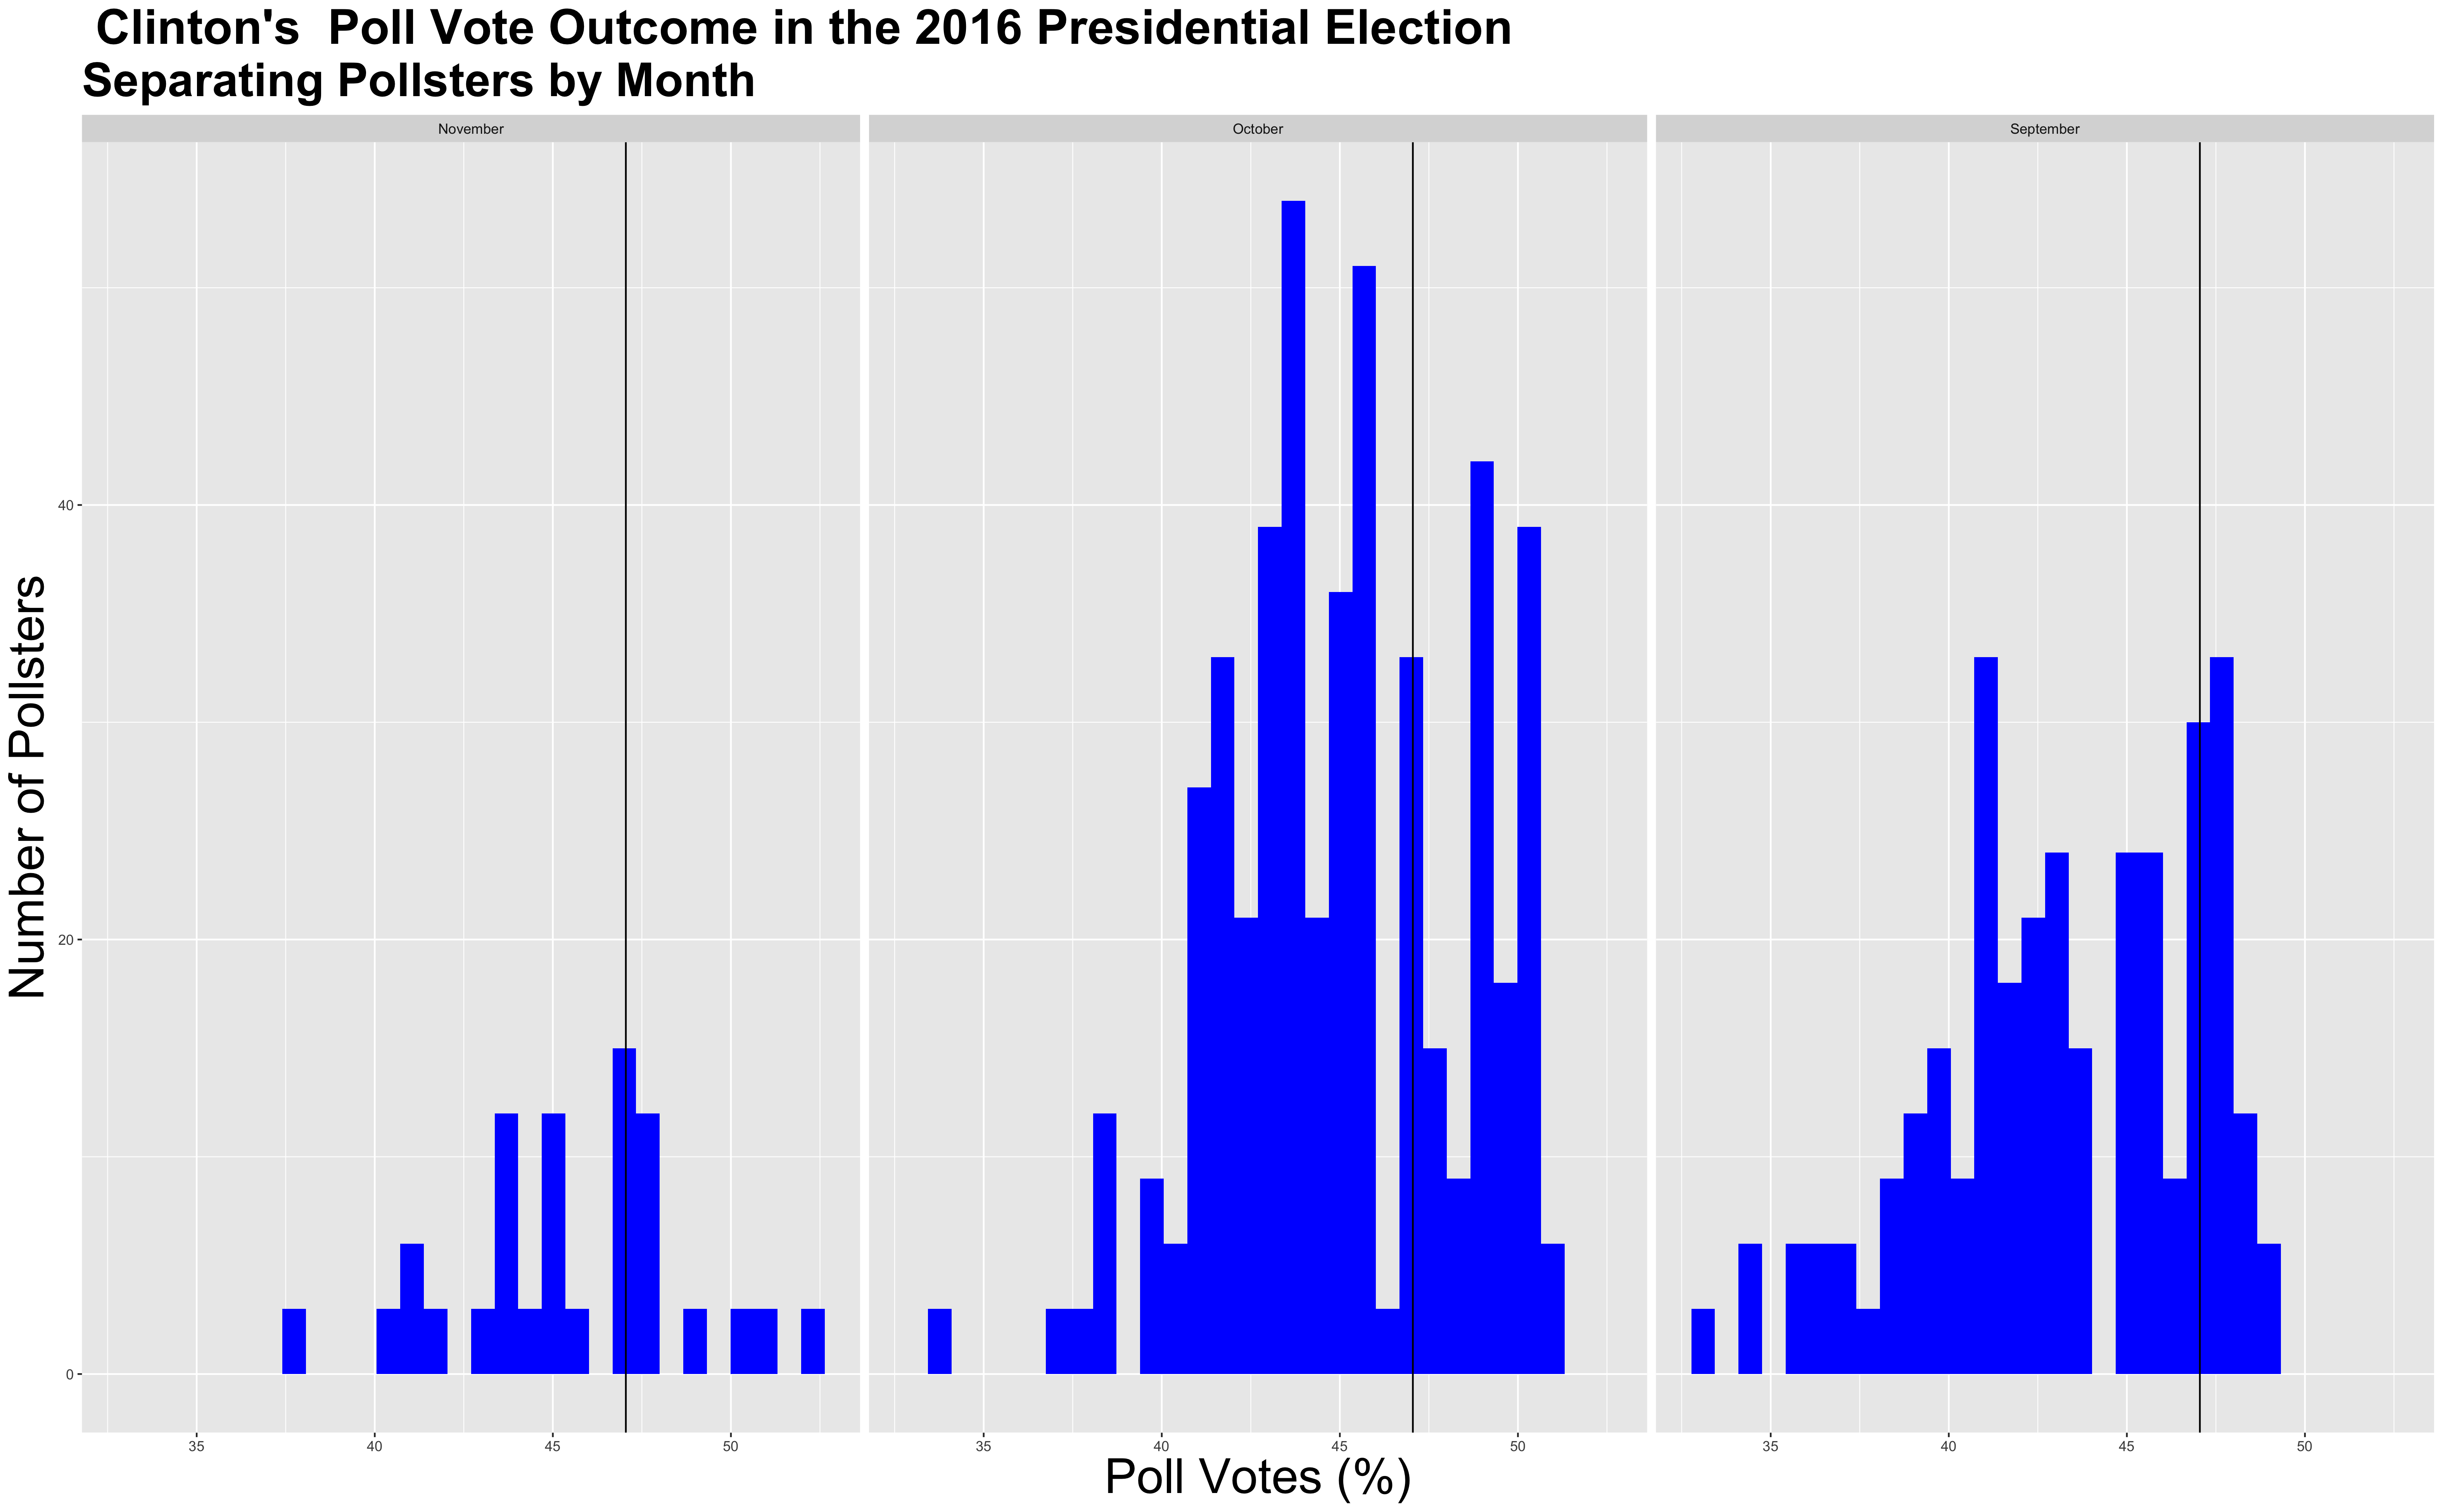 Clinton's  Poll Vote Outcome in the 2016 Presidential Election
Separating Pollsters by Month
November
October
September
Number of Pollsters
40
20
0
35 40 45 50
35 40 45 50
35 40 45 50
Poll Votes (%)